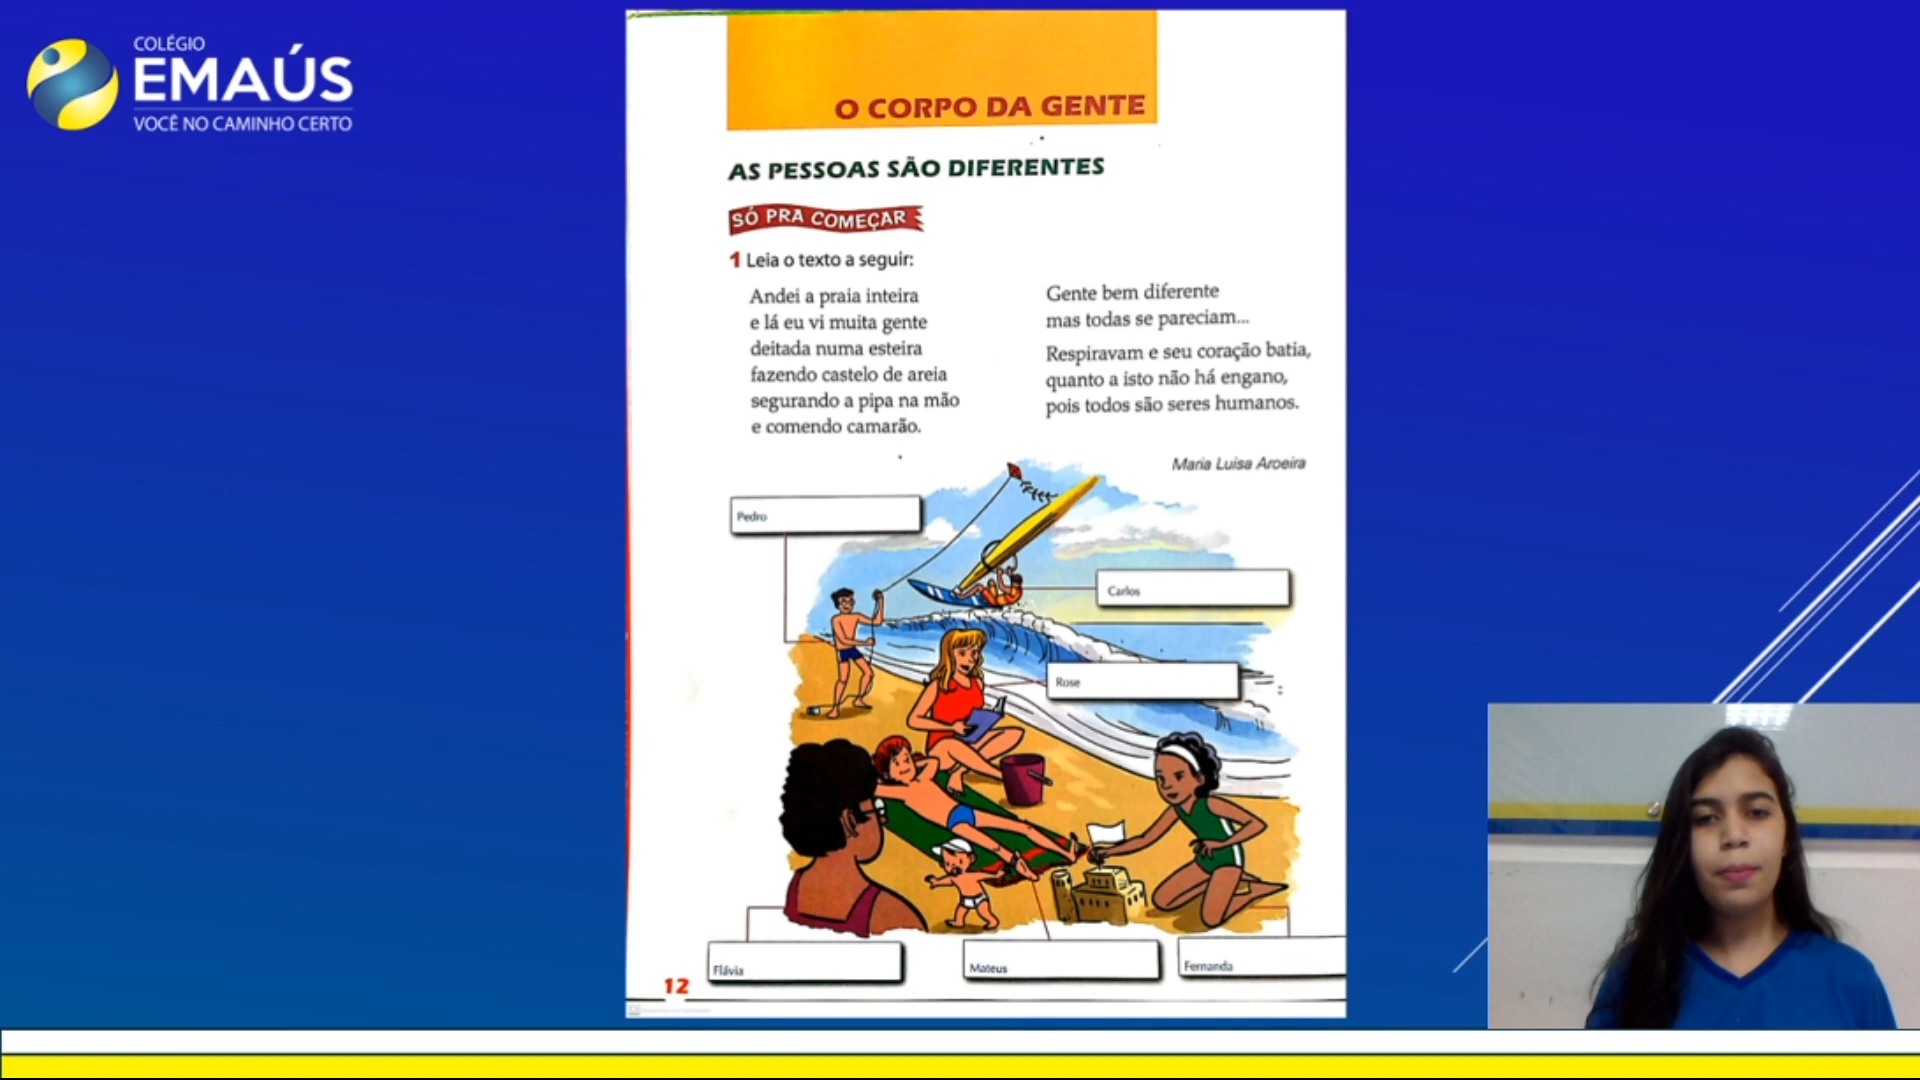 COLÉGIO
EMAÚS
VOCÊ NO CAMINHO CERTO
O CORPO DA GENTE
AS PESSOAS SÃO DIFERENTES
SÓ PRA COMEÇAR
1 Leia o texto a seguir:
Andei a praia inteira
e lá eu vi muita gente
deitada numa esteira
fazendo castelo de areia
segurando a pipa na mão
e comendo camarão.
Gente bem diferente
mas todas se pareciam...
Respiravam e seu coração batia,
quanto a isto não há engano,
pois todos são seres humanos.
Maria Luisa Aroeira
Pedro
Carlos
Rose
Flávia
Mateus
Fernanda
12